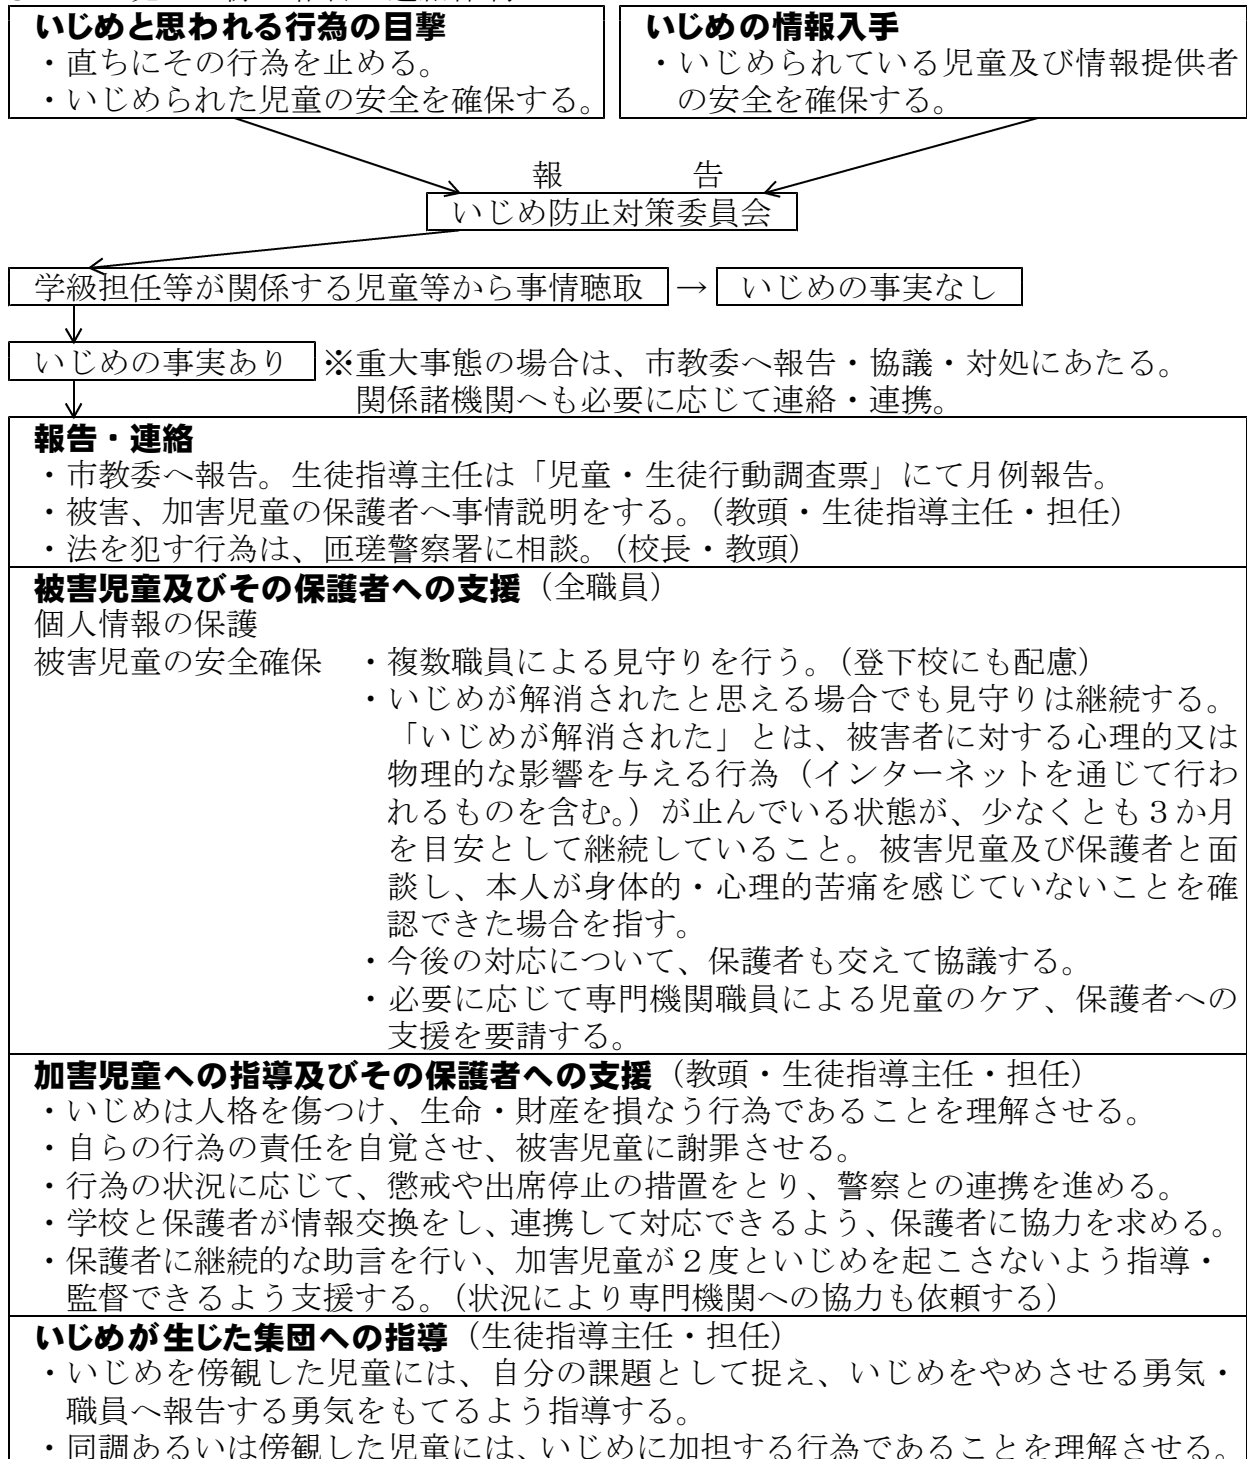 いじめと思われる行為の目撃
・直ちにその行為を止める。
・いじめられた児童の安全を確保する。
いじめの情報入手
・いじめられている児童及び情報提供者
の安全を確保する。
報　　　告
いじめ防止対策委員会
学級担任等が関係する児童等から事情聴取 → いじめの事実なし
いじめの事実あり ※重大事態の場合は、市教委へ報告・協議・対処にあたる。
関係諸機関へも必要に応じて連絡・連携。
報告・連絡
・市教委へ報告。生徒指導主任は「児童・生徒行動調査票」にて月例報告。
・被害、加害児童の保護者へ事情説明をする。（教頭・生徒指導主任・担任）
・法を犯す行為は、匝瑳警察署に相談。（校長・教頭）
被害児童及びその保護者への支援（全職員）
個人情報の保護
被害児童の安全確保　・複数職員による見守りを行う。（登下校にも配慮）
・いじめが解消されたと思える場合でも見守りは継続する。
「いじめが解消された」とは、被害者に対する心理的又は
物理的な影響を与える行為（インターネットを通じて行わ
れるものを含む。）が止んでいる状態が、少なくとも３か月
を目安として継続していること。被害児童及び保護者と面
談し、本人が身体的・心理的苦痛を感じていないことを確
認できた場合を指す。
・今後の対応について、保護者も交えて協議する。
・必要に応じて専門機関職員による児童のケア、保護者への
支援を要請する。
加害児童への指導及びその保護者への支援（教頭・生徒指導主任・担任）
・いじめは人格を傷つけ、生命・財産を損なう行為であることを理解させる。
・自らの行為の責任を自覚させ、被害児童に謝罪させる。
・行為の状況に応じて、懲戒や出席停止の措置をとり、警察との連携を進める。
・学校と保護者が情報交換をし、連携して対応できるよう、保護者に協力を求める。
・保護者に継続的な助言を行い、加害児童が２度といじめを起こさないよう指導・
監督できるよう支援する。（状況により専門機関への協力も依頼する）
いじめが生じた集団への指導（生徒指導主任・担任）
・いじめを傍観した児童には、自分の課題として捉え、いじめをやめさせる勇気・
職員へ報告する勇気をもてるよう指導する。
・同調あるいは傍観した児童には、いじめに加担する行為であることを理解させる。